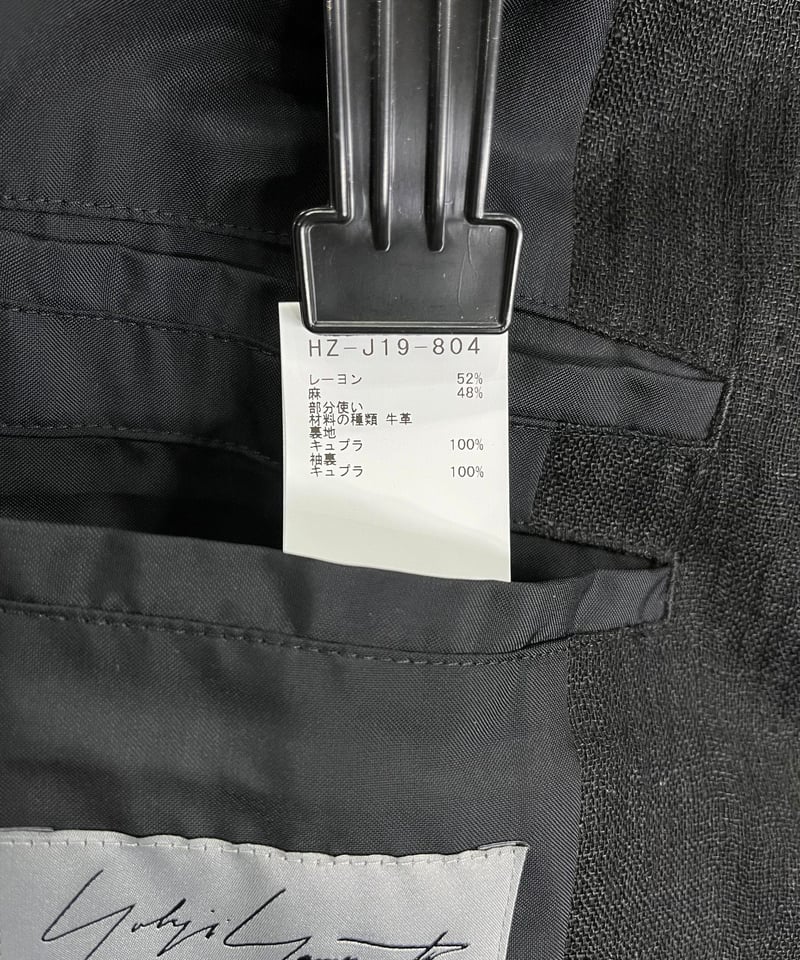 HZ-J19-804
レーヨン 52%
麻 48%
部分使い
材料の種類 牛革
裏地
キュプラ 100%
袖裏
キュプラ 100%
Yohji